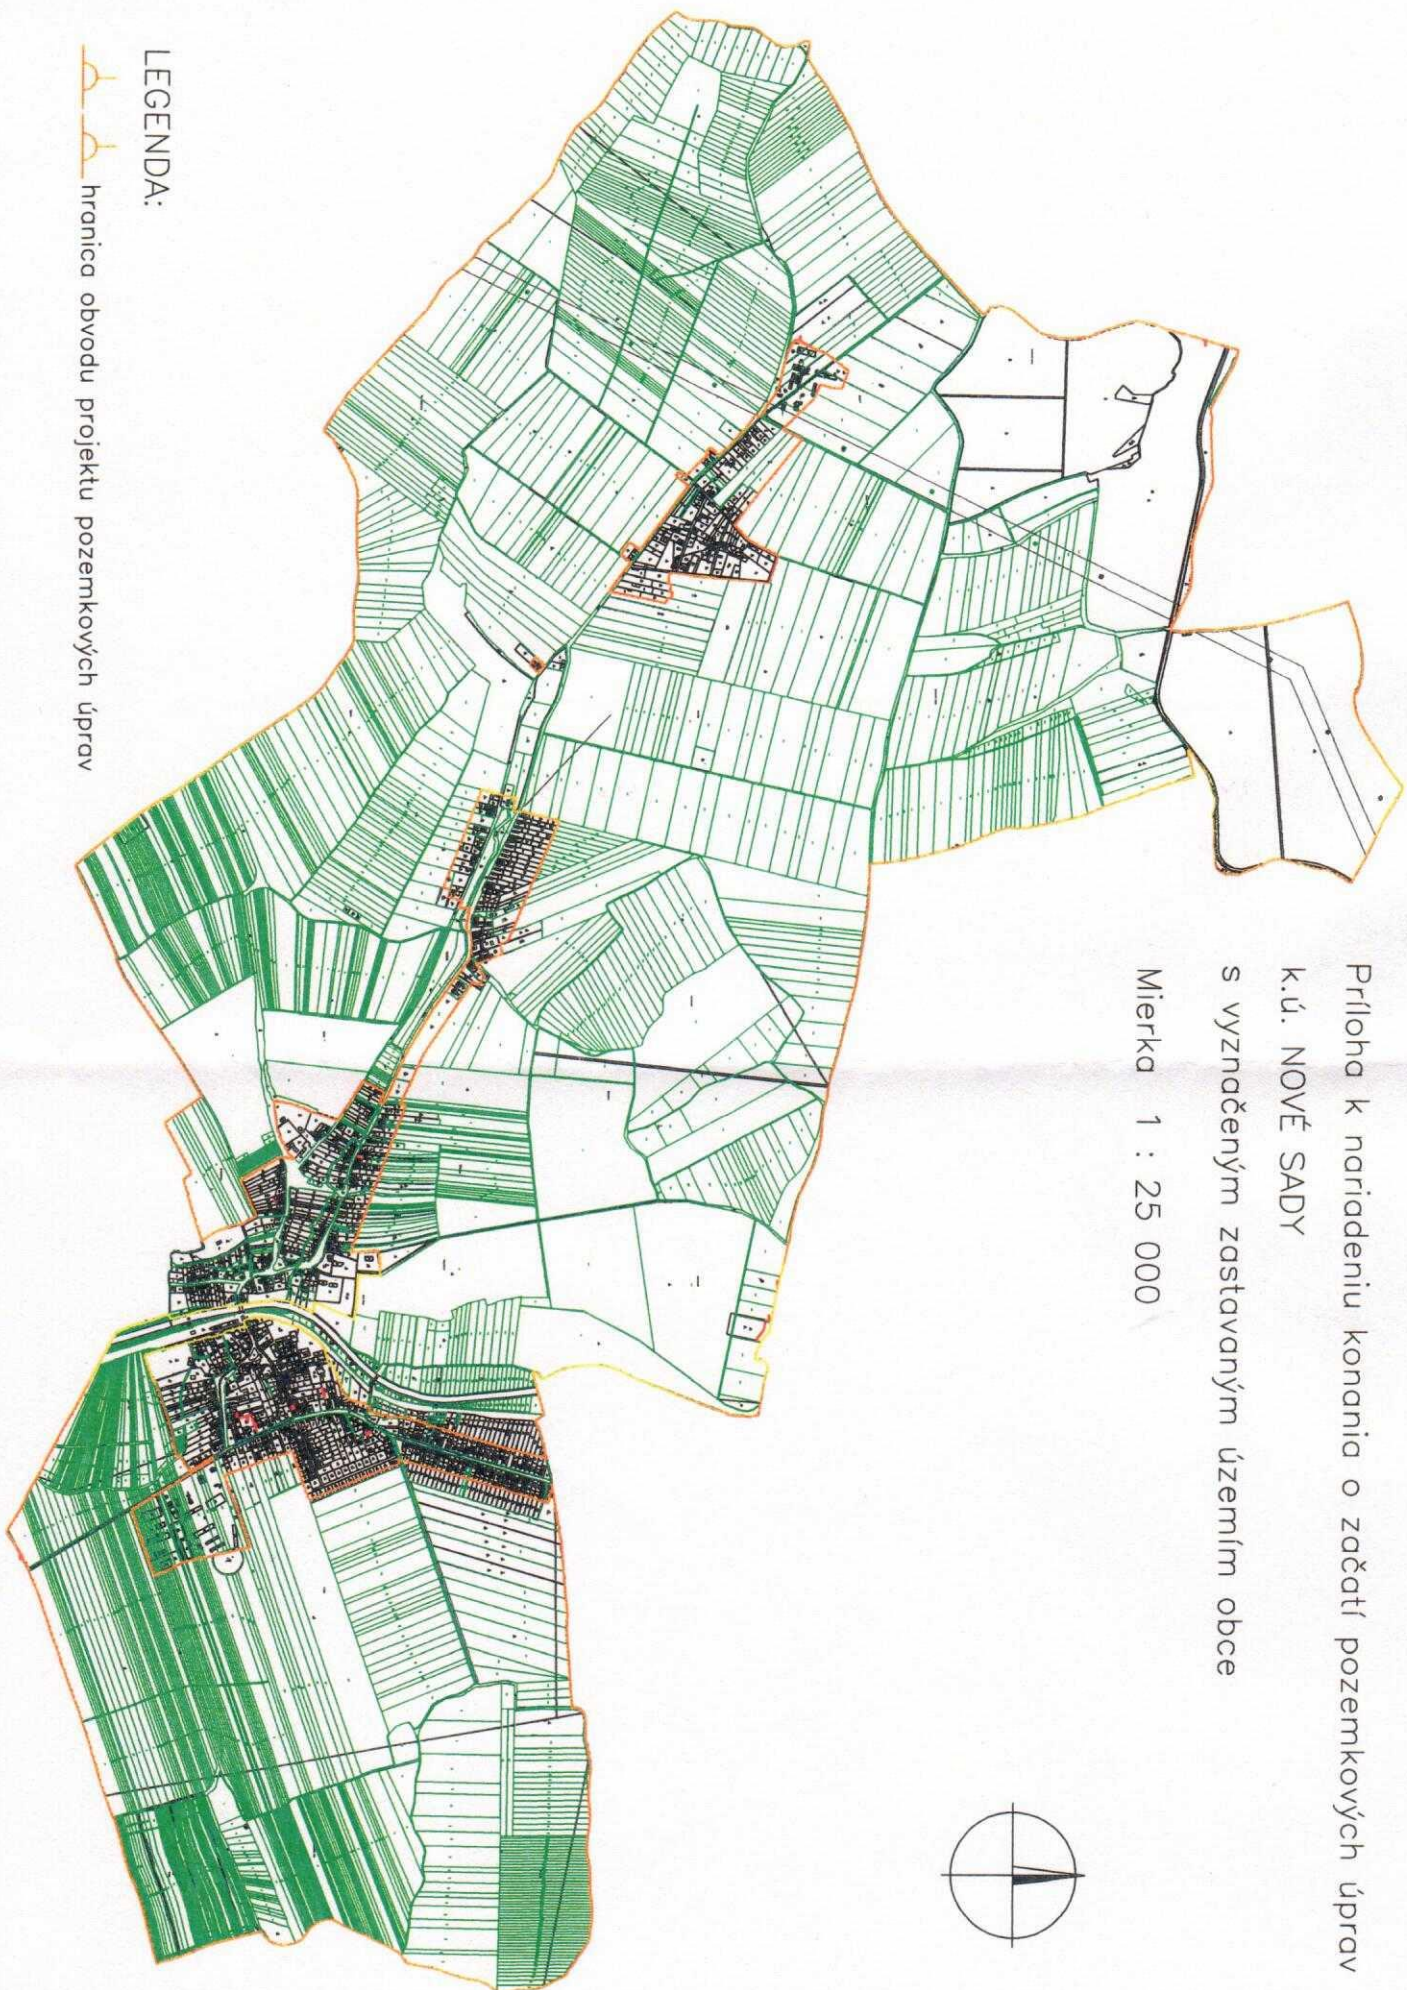 Príloha k nariadeniu konania o začatí pozemkových úprav
k.ú. NOVÉ SADY
s vyznačeným zastavaným územím obce
Mierka 1 : 25 000
LEGENDA:
hranica obvodu projektu pozemkových úprav